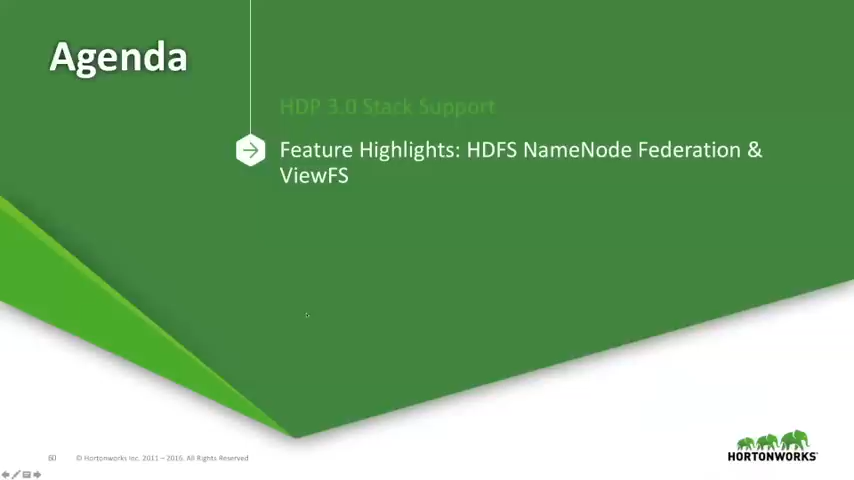 Agenda
HDP 3.0 Stack Support
Feature Highlights: HDFS NameNode Federation &
ViewFS
60 © Hortonworks Inc. 2011 – 2016. All Rights Reserved
HORTONWORKS